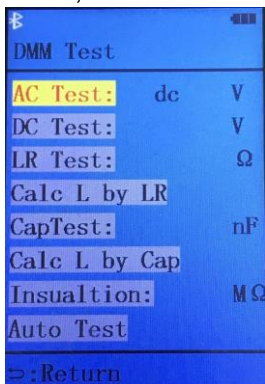 DMM Test
AC Test: dc V
DC Test: V
LR Test: Ω
Calc L by LR
CapTest: nF
Calc L by Cap
Insualtion: MΩ
Auto Test
⊃:Return